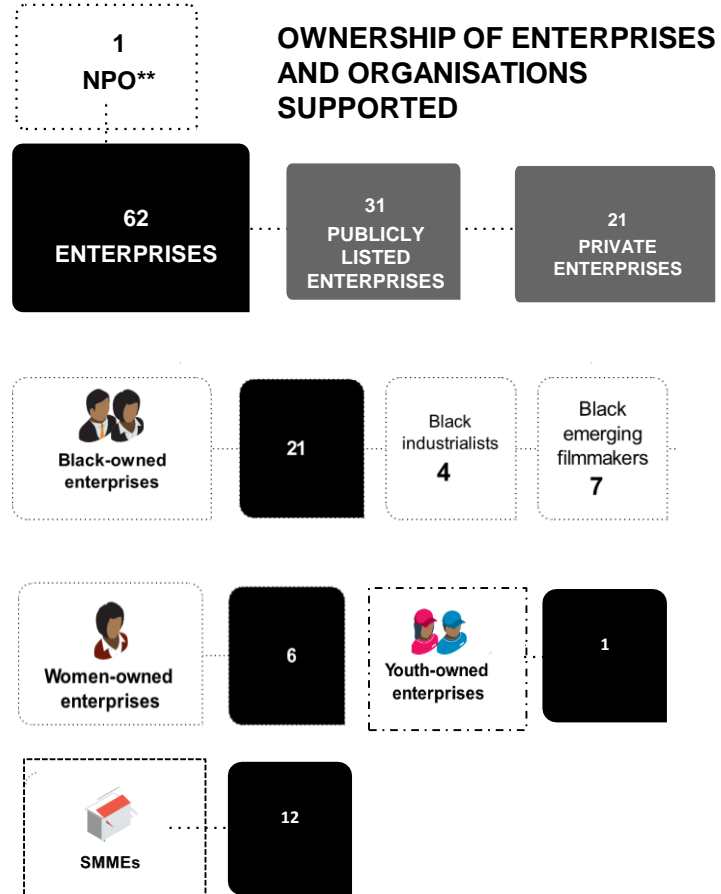 1
NPO**
OWNERSHIP OF ENTERPRISES
AND ORGANISATIONS
SUPPORTED
62
ENTERPRISES
31
PUBLICLY
LISTED
ENTERPRISES
21
PRIVATE
ENTERPRISES
Black-owned
enterprises
21
Black
industrialists
4
Black
emerging
filmmakers
7
Women-owned
enterprises
6
Youth-owned
enterprises
1
SMMEs
12